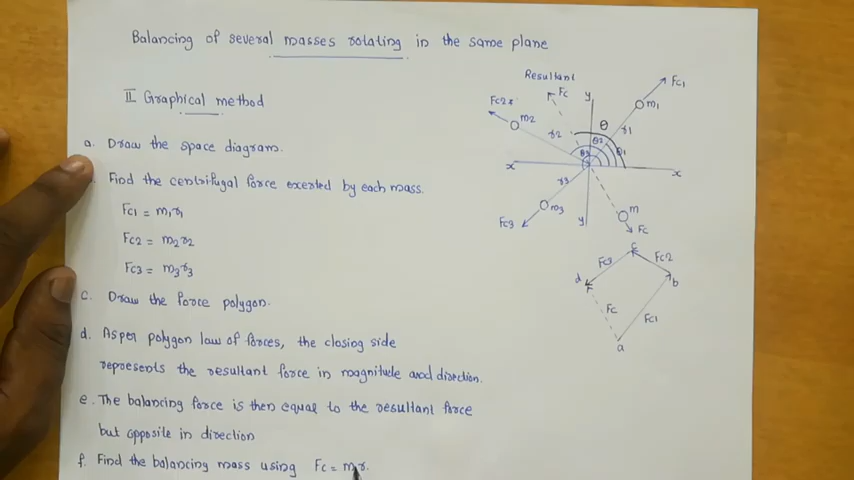 Balancing of several masses rotating in the same plane
II Graphical method
a. Draw the space diagram.
Find the centrifugal force exerted by each mass.
Fc1 = m1r1
Fc2 = m2r2
Fc3 = m3r3
c. Draw the force polygon.
d. As per polygon law of forces, the closing side
represents the resultant force in magnitude and direction.
e. The balancing force is then equal to the resultant force
but opposite in direction
f. Find the balancing mass using Fc = m r.
Resultant
Fc
y
Fc1
Fc2
m2
m1
θ
r2
r1
θ3
θ2
θ1
x
x
r3
m3
m
Fc3
y
Fc
c
Fc3
Fc2
d
b
Fc
Fc1
a